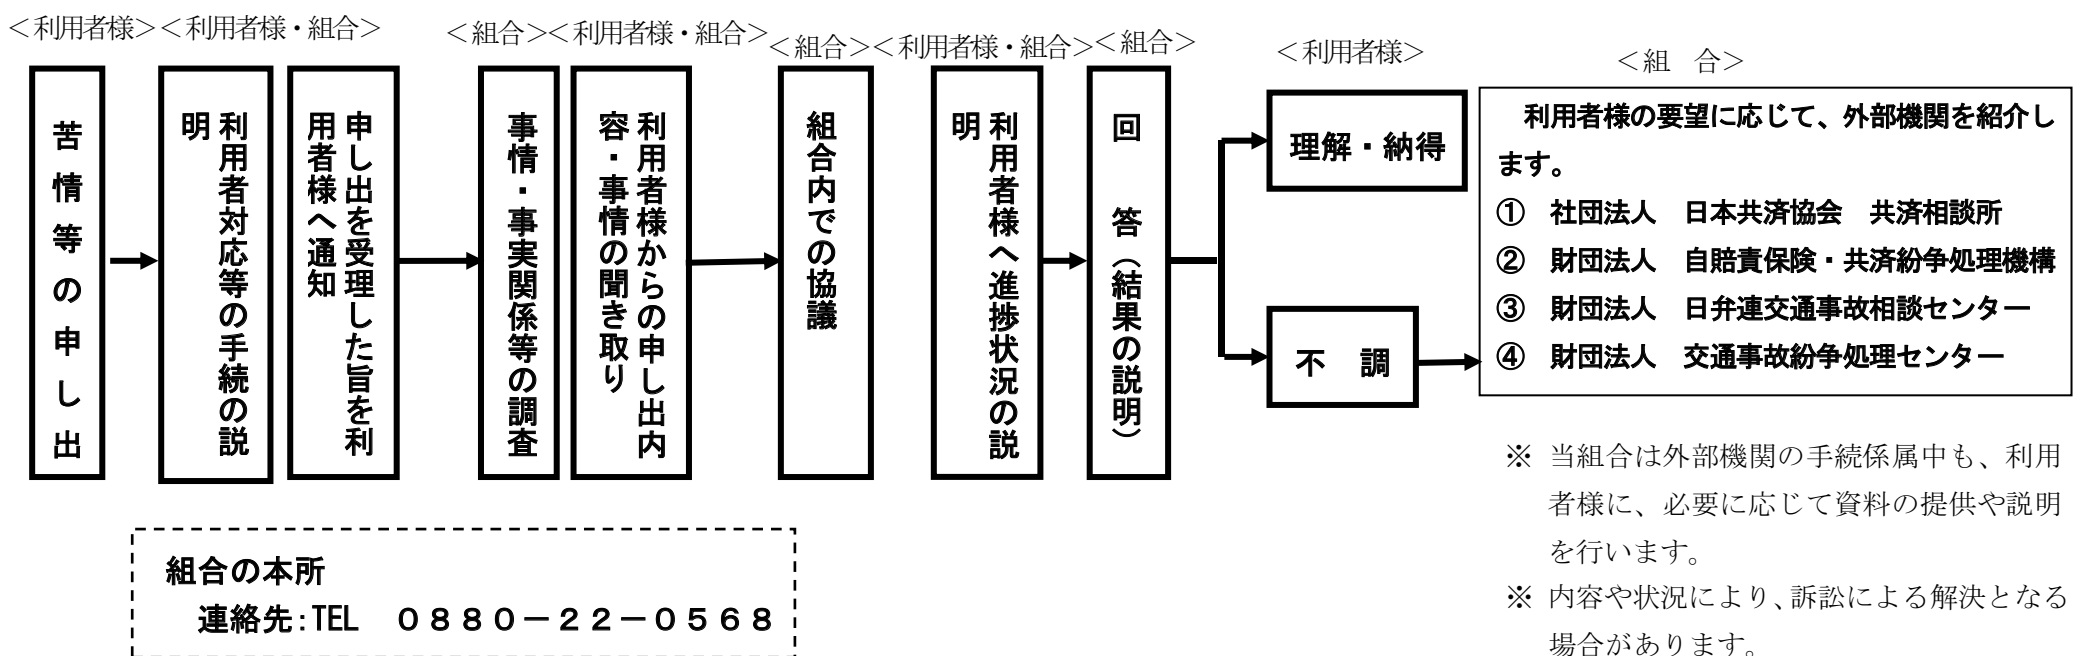 ＜利用者様＞＜利用者様・組合＞
＜組合＞＜利用者様・組合＞
＜組合＞＜利用者様・組合＞＜組合＞
＜利用者様＞
＜組　合＞
苦情等の申し出
利用者対応等の手続の説
明
申し出を受理した旨を利
用者様へ通知
事情・事実関係等の調査
利用者様からの申し出内
容・事情の聞き取り
組合内での協議
利用者様へ進捗状況の説
明
回　答（結果の説明）
理解・納得
不　調
利用者様の要望に応じて、外部機関を紹介し
ます。
①　社団法人　日本共済協会　共済相談所
②　財団法人　自賠責保険・共済紛争処理機構
③　財団法人　日弁連交通事故相談センター
④　財団法人　交通事故紛争処理センター
※ 当組合は外部機関の手続係属中も、利用
者様に、必要に応じて資料の提供や説明
を行います。
※ 内容や状況により、訴訟による解決となる
場合があります。
組合の本所
連絡先：TEL　０８８０－２２－０５６８